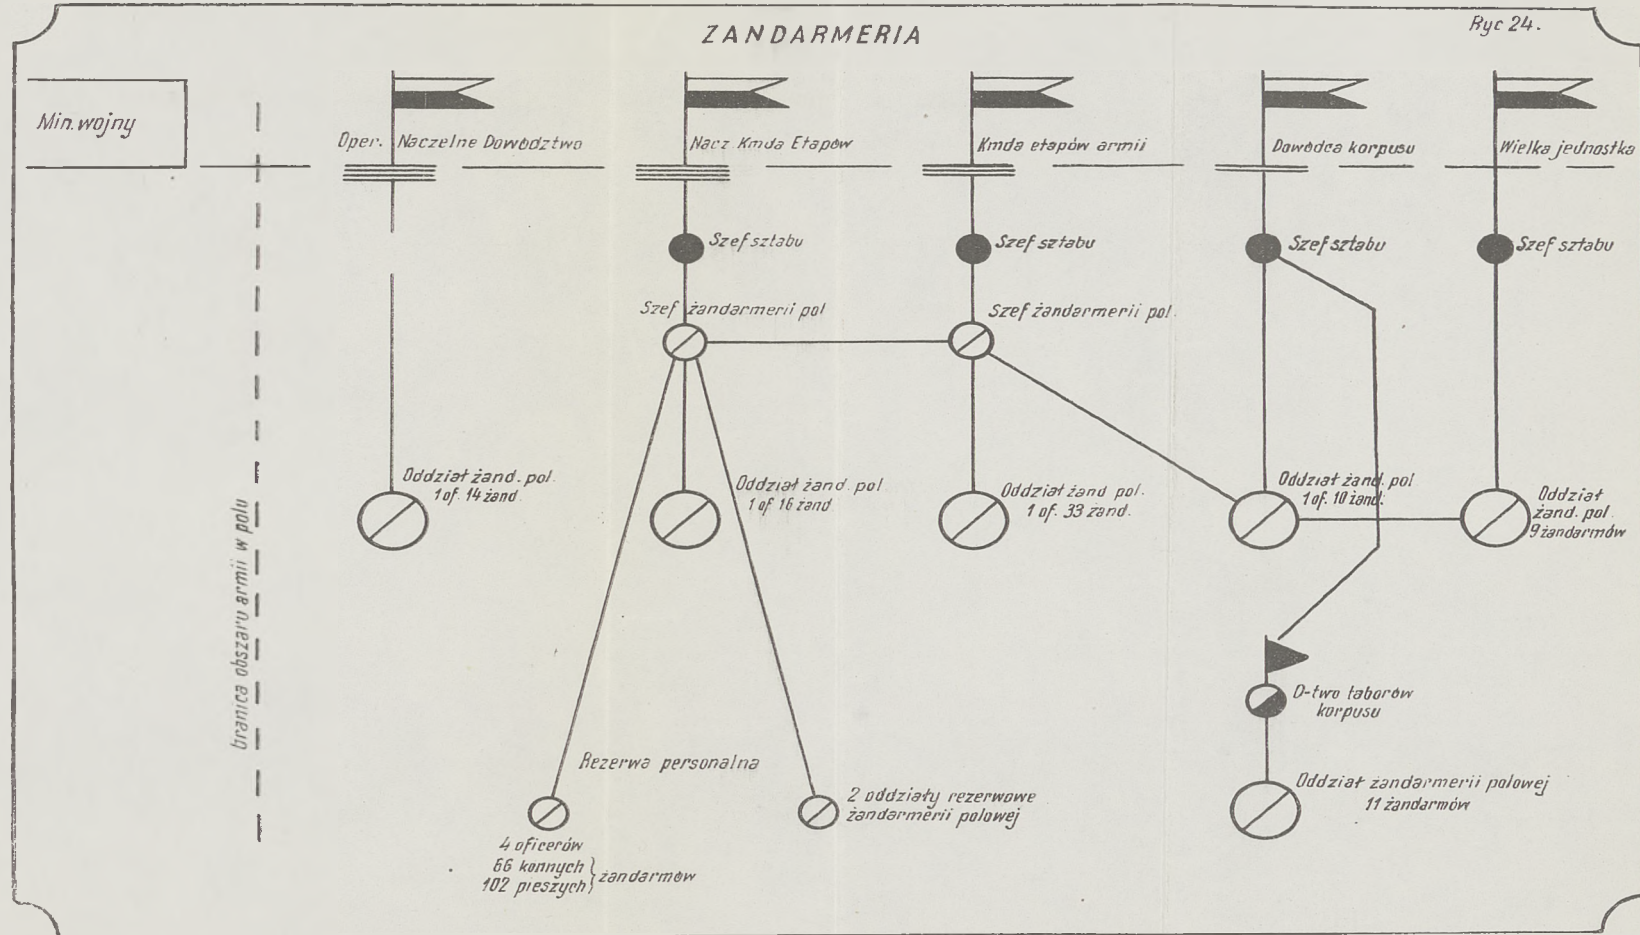 ŻANDARMERIA
Ryc 24.
Min. wojny
Oper. Naczelne Dowództwo
Nacz Kmda Etapów
Kmda etapów armii
Dowódca korpusu
Wielka jednostka
Szef sztabu
Szef sztabu
Szef sztabu
Szef sztabu
Szef żandarmerii pol
Szef żandarmerii pol.
Oddział żand. pol.
1 of. 14 żand
Oddział żand. pol
1 of 16 żand
Oddział żand pol.
1 of. 33 żand.
Oddział żand. pol
1 of. 10 żand.
Oddział
żand. pol.
9 żandarmów
Granica obszaru armii w polu
D-two taborów
korpusu
Rezerwa personalna
Oddział żandarmerii polowej
11 żandarmów
2 oddziały rezerwowe
żandarmerii polowej
4 oficerów
66 konnych
102 pieszych
} żandarmów